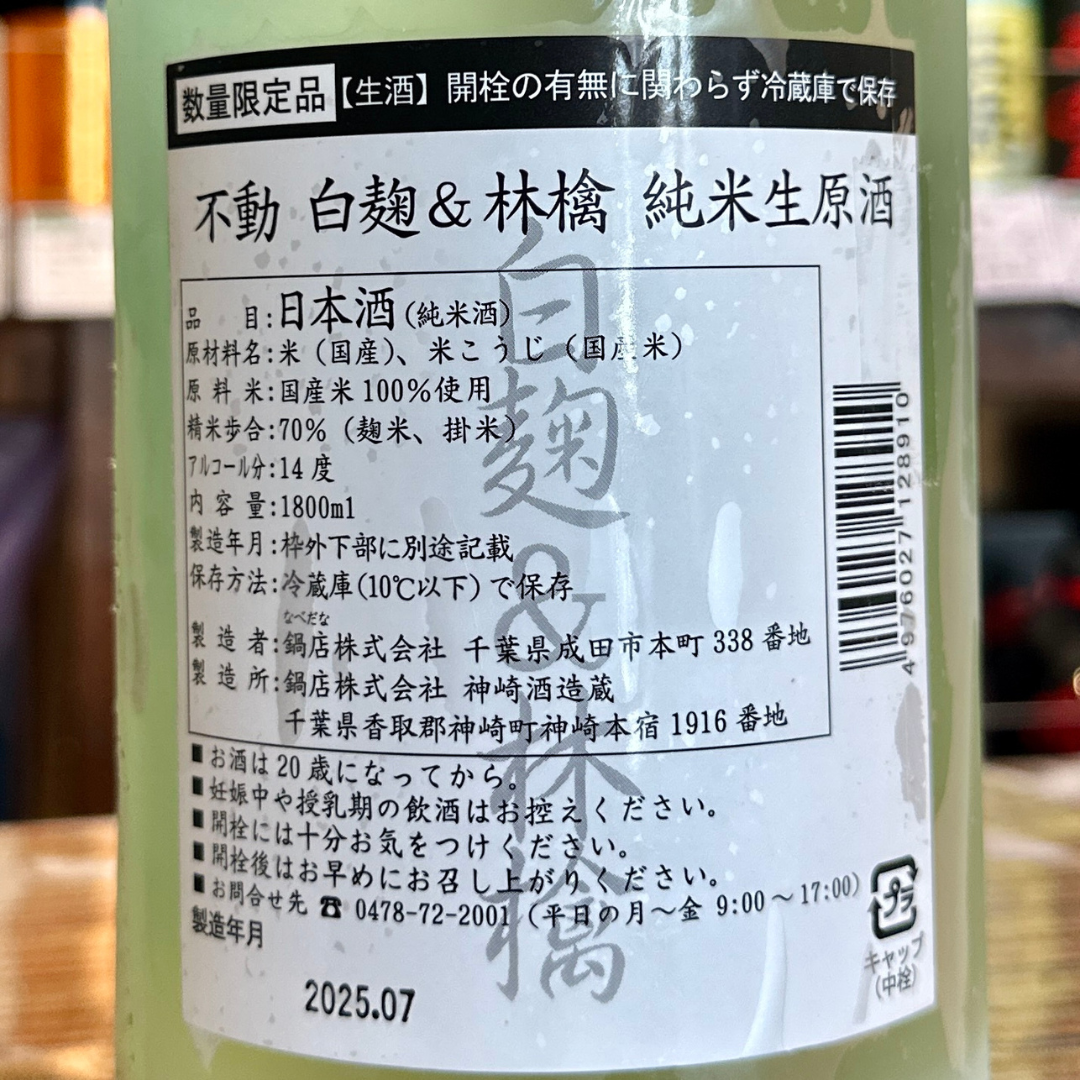 数量限定品【生酒】開栓の有無に関わらず冷蔵庫で保存
不動 白麹&林檎 純米生原酒
白麹&林檎
品目:日本酒(純米酒)
原材料名:米(国産)、米こうじ(国産米)
原料米:国産米100%使用
精米歩合:70%(麹米、掛米)
アルコール分:14度
内容量:1800ml
製造年月:枠外下部に別途記載
保存方法:冷蔵庫(10℃以下)で保存
なべだな
製造者:鍋店株式会社 千葉県成田市本町338番地
製造所:鍋店株式会社 神崎酒造蔵
千葉県香取郡神崎町神崎本宿1916番地
■お酒は20歳になってから。
■妊娠中や授乳期の飲酒はお控えください。
■開栓には十分お気をつけください。
■開栓後はお早めにお召し上がりください。
■お問合せ先 ☎ 0478-72-2001(平日の月~金 9:00~17:00)
製造年月
2025.07
4976027128910
プラ
キャップ
(中栓)